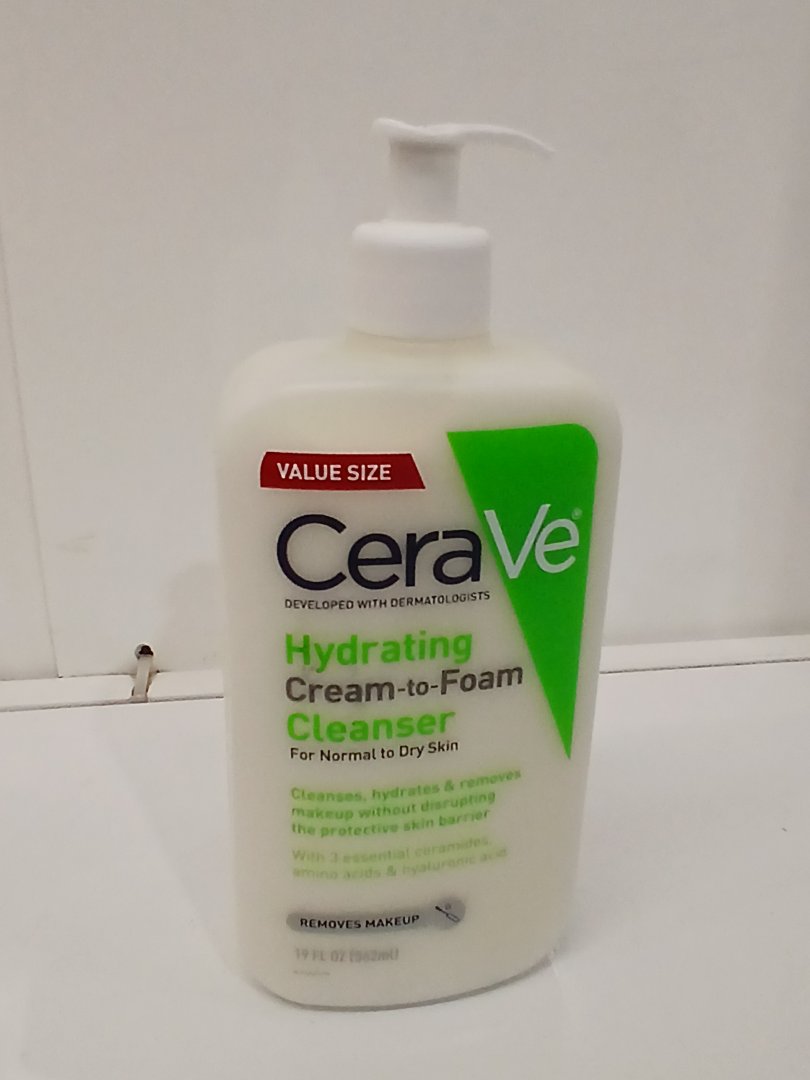 VALUE SIZE
CeraVe®
DEVELOPED WITH DERMATOLOGISTS
Hydrating
Cream-to-Foam
Cleanser
For Normal to Dry Skin
Cleanses, hydrates & removes
makeup without disrupting
the protective skin barrier
With 3 essential ceramides,
amino acids & hyaluronic acid
REMOVES MAKEUP
19 FL OZ (562mL)